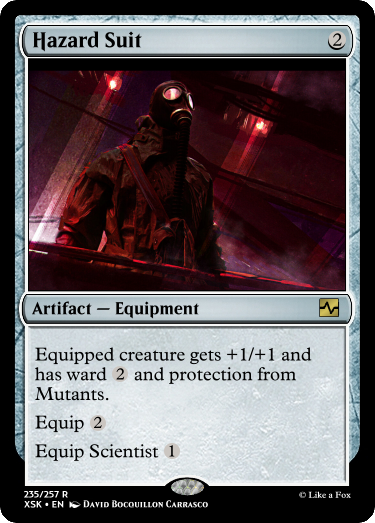 Hazard Suit 2
Artifact — Equipment
Equipped creature gets +1/+1 and
has ward 2 and protection from
Mutants.
Equip 2
Equip Scientist 1
235/257 R
XSK • EN David Bocouillon Carrasco
© Like a Fox